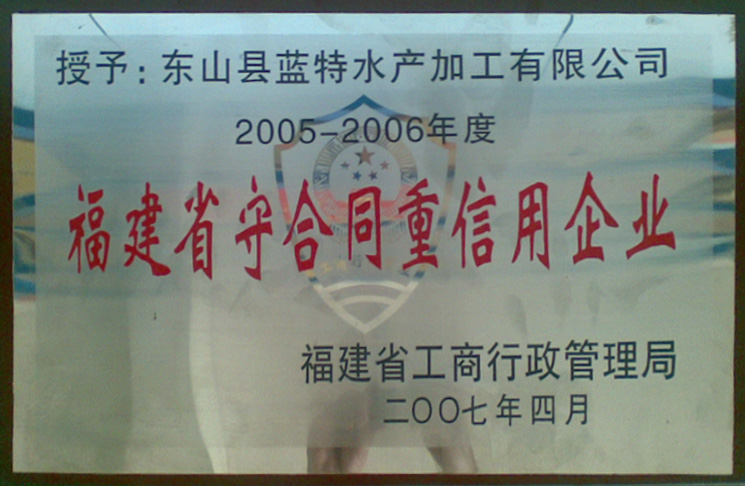 授予：东山县蓝特水产加工有限公司
2005-2006年度
福建省守合同重信用企业
福建省工商行政管理局
二〇〇七年四月